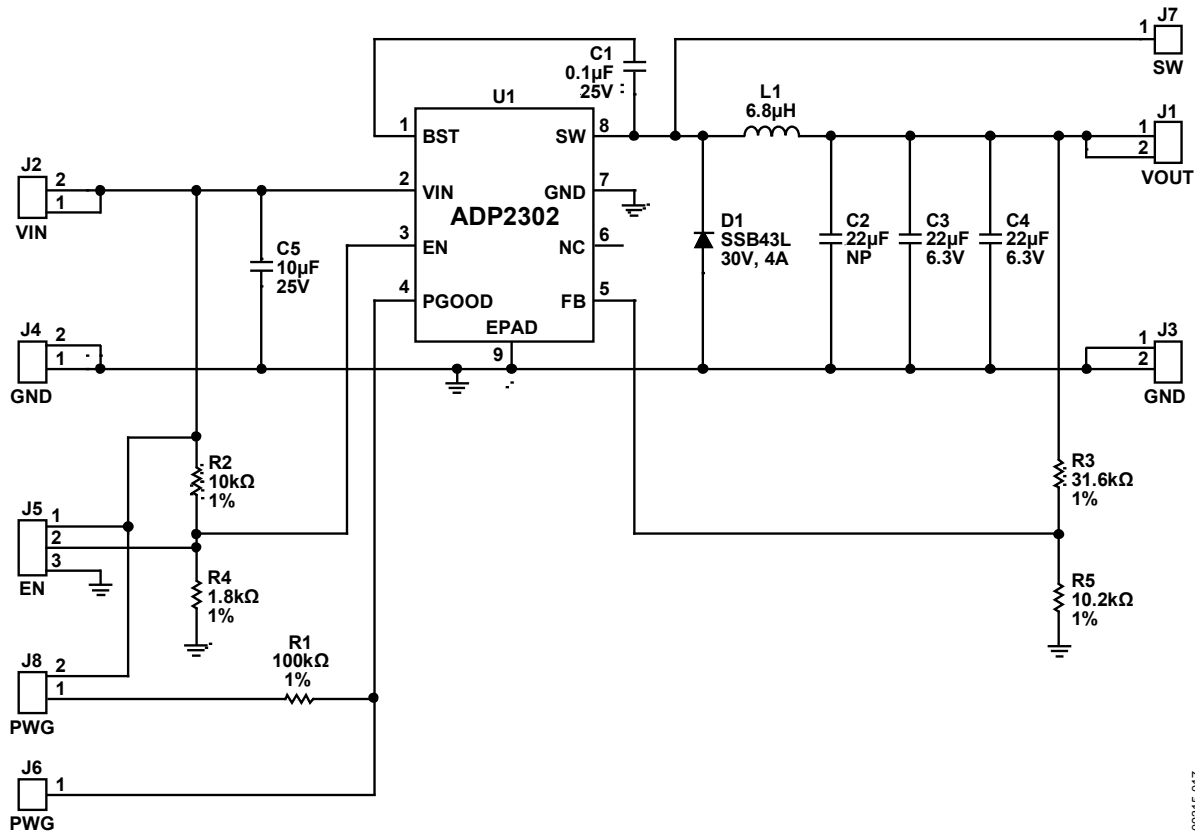 J7
1
SW
C1
0.1µF
25V
U1
L1
6.8µH
1
BST
SW
8
J1
1
2
VOUT
J2
2
1
VIN
2
VIN
GND
7
ADP2302
3
EN
NC
6
4
PGOOD
FB
5
EPAD
9
C5
10µF
25V
D1
SSB43L
30V, 4A
C2
22µF
NP
C3
22µF
6.3V
C4
22µF
6.3V
J4
2
1
GND
J3
1
2
GND
R2
10kΩ
1%
R3
31.6kΩ
1%
J5
1
2
3
EN
R4
1.8kΩ
1%
R5
10.2kΩ
1%
J8
2
1
PWG
R1
100kΩ
1%
J6
1
PWG